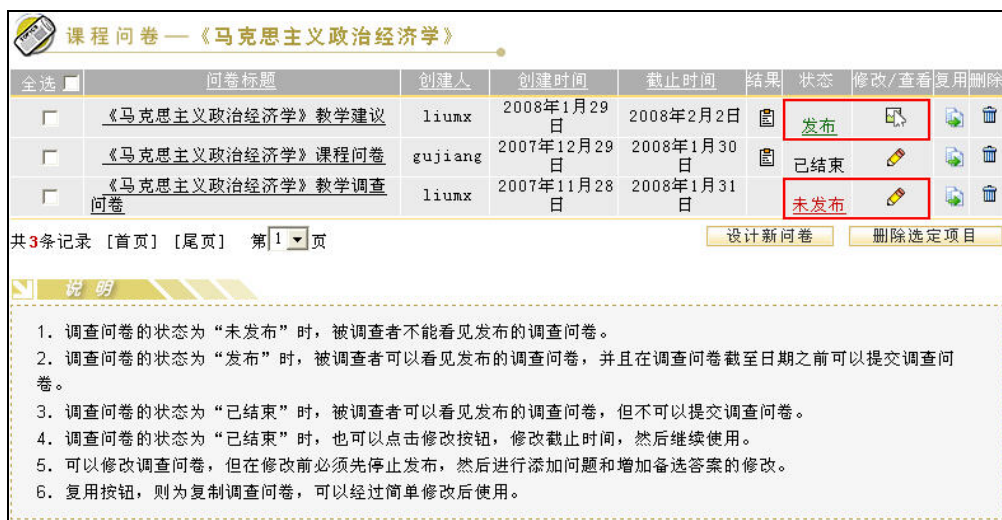 课程问卷—《马克思主义政治经济学》
全选 问卷标题 创建人 创建时间 截止时间 结果 状态 修改/查看 复用 删除
《马克思主义政治经济学》教学建议 liumx 2008年1月29日 2008年2月2日 发布
《马克思主义政治经济学》课程问卷 gujiang 2007年12月29日 2008年1月30日 已结束
《马克思主义政治经济学》教学调查问卷 liumx 2007年11月28日 2008年1月31日 未发布
共3条记录 [首页] [尾页] 第1页 设计新问卷 删除选定项目
说 明
1. 调查问卷的状态为“未发布”时，被调查者不能看见发布的调查问卷。
2. 调查问卷的状态为“发布”时，被调查者可以看见发布的调查问卷，并且在调查问卷截至日期之前可以提交调查问
卷。
3. 调查问卷的状态为“已结束”时，被调查者可以看见发布的调查问卷，但不可以提交调查问卷。
4. 调查问卷的状态为“已结束”时，也可以点击修改按钮，修改截止时间，然后继续使用。
5. 可以修改调查问卷，但在修改前必须先停止发布，然后进行添加问题和增加备选答案的修改。
6. 复用按钮，则为复制调查问卷，可以经过简单修改后使用。